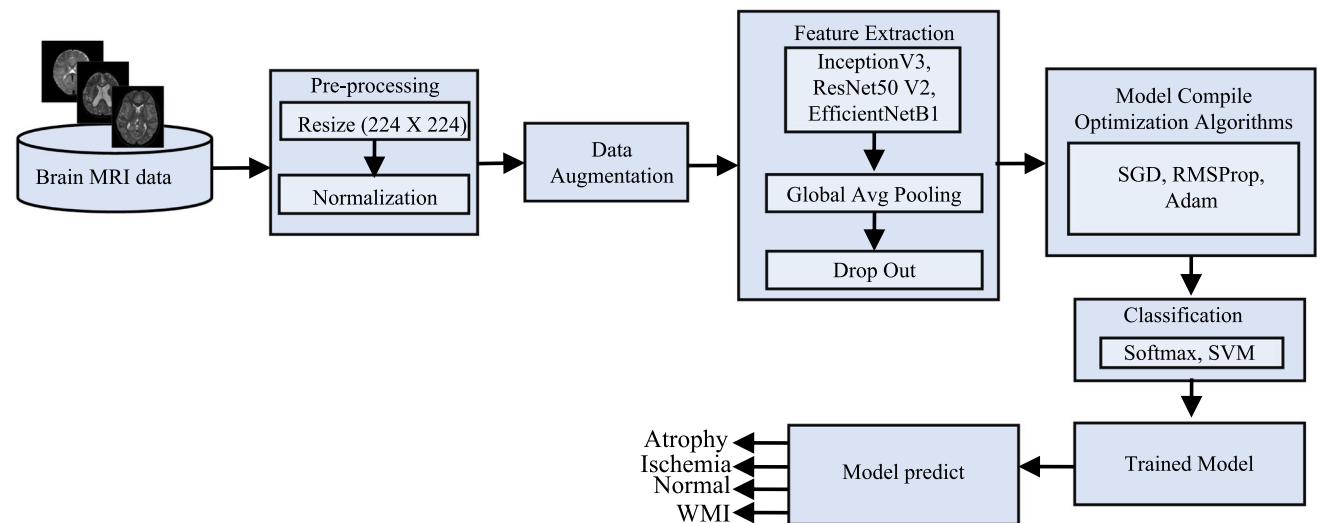 Brain MRI data
Pre-processing
Resize (224 X 224)
Normalization
Data
Augmentation
Feature Extraction
InceptionV3,
ResNet50 V2,
EfficientNetB1
Global Avg Pooling
Drop Out
Model Compile
Optimization Algorithms
SGD, RMSProp,
Adam
Classification
Softmax, SVM
Trained Model
Model predict
Atrophy
Ischemia
Normal
WMI